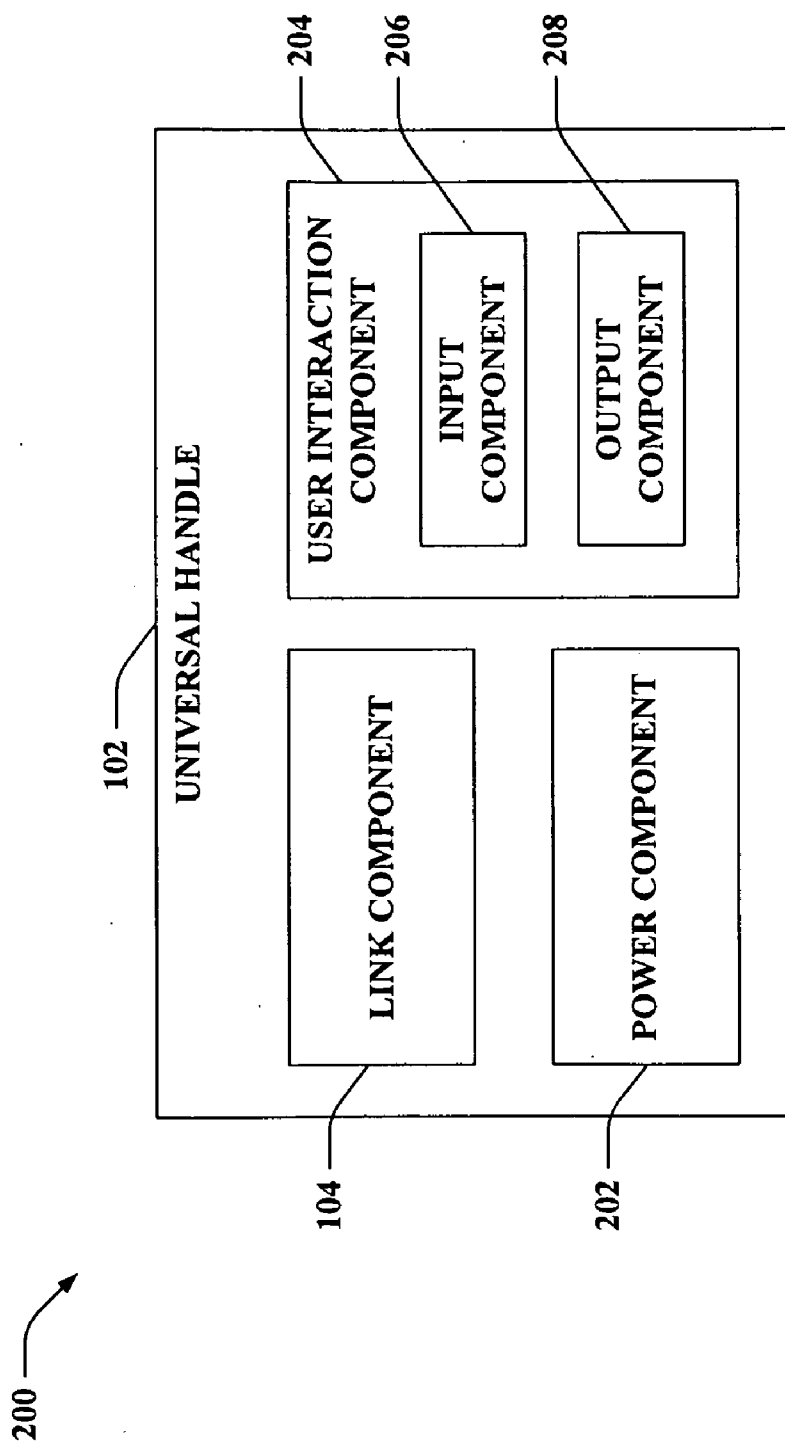 200
102
UNIVERSAL HANDLE
104
LINK COMPONENT
202
POWER COMPONENT
USER INTERACTION
COMPONENT
204
INPUT
COMPONENT
206
OUTPUT
COMPONENT
208